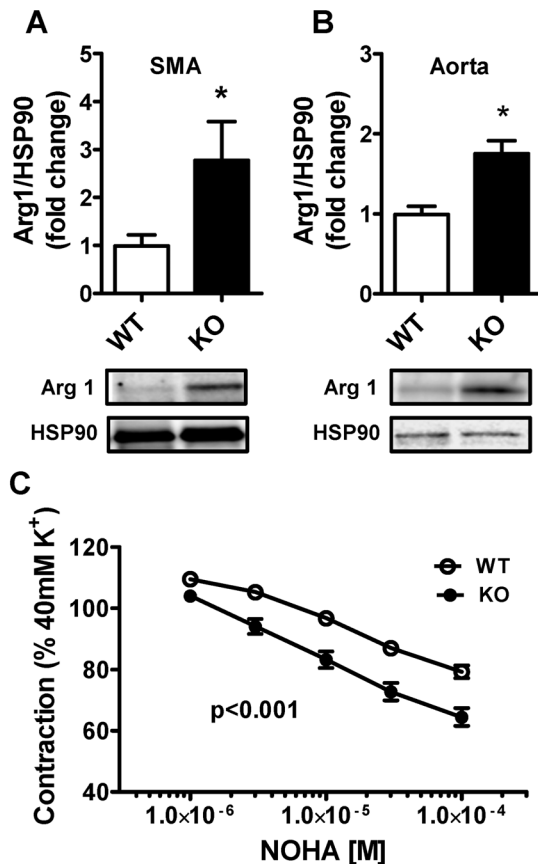 A
SMA
Arg1/HSP90
(fold change)
5
4
3
2
1
0
*
WT
KO
Arg 1
HSP90
B
Aorta
Arg1/HSP90
(fold change)
3
2
1
0
*
WT
KO
Arg 1
HSP90
C
Contraction (% 40mM K⁺)
120
100
80
60
40
WT
KO
p<0.001
1.0×10⁻⁶
1.0×10⁻⁵
1.0×10⁻⁴
NOHA [M]